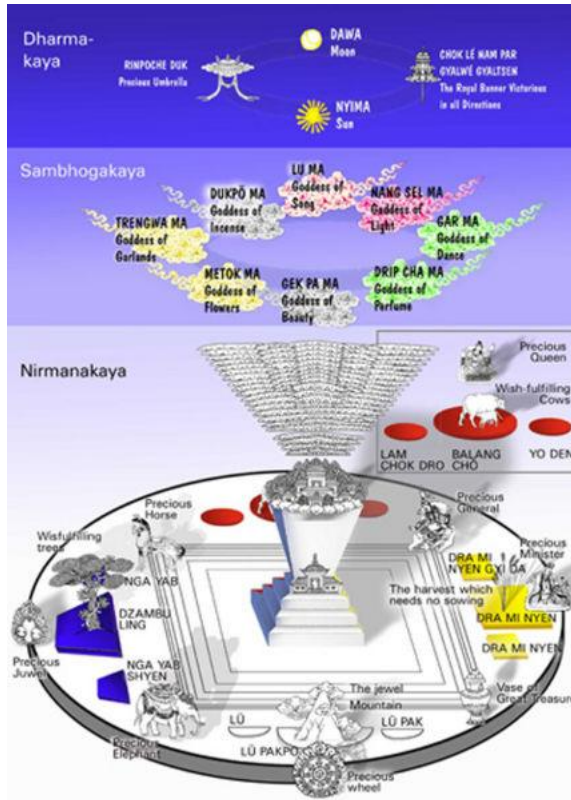 Dharma-
kaya
DAWA
Moon
RINPOCHE DUK
Precious Umbrella
CHOK LÉ NAM PAR
GYALWÉ GYALTSEN
The Royal Banner Victorious
in all Directions
NYIMA
Sun
Sambhogakaya
LU MA
Goddess of
Song
DUKPÖ MA
Goddess of
Incense
NANG SEL MA
Goddess of
Light
TRENGWA MA
Goddess of
Garlands
GAR MA
Goddess of
Dance
METOK MA
Goddess of
Flowers
GEK PA MA
Goddess of
Beauty
DRIP CHA MA
Goddess of
Perfume
Nirmanakaya
Precious
Queen
Wish-fulfilling
Cows
LAM
CHOK DRO
BALANG
CHÖ
YO DEN
Precious
Horse
Precious
General
Wisfulfilling
trees
Precious
Minister
NGA YAB
DRA MI
NYEN GYI DA
The harvest which
needs no sowing
DZAMBU
LING
DRA MI NYEN
DRA MI NYEN
Precious
Juwel
NGA YAB
SHYEN
Vase of
Great Treasure
The jewel
Mountain
Precious
Elephant
LÜ
LÜ PAK
LÜ PAKPO
Precious
wheel